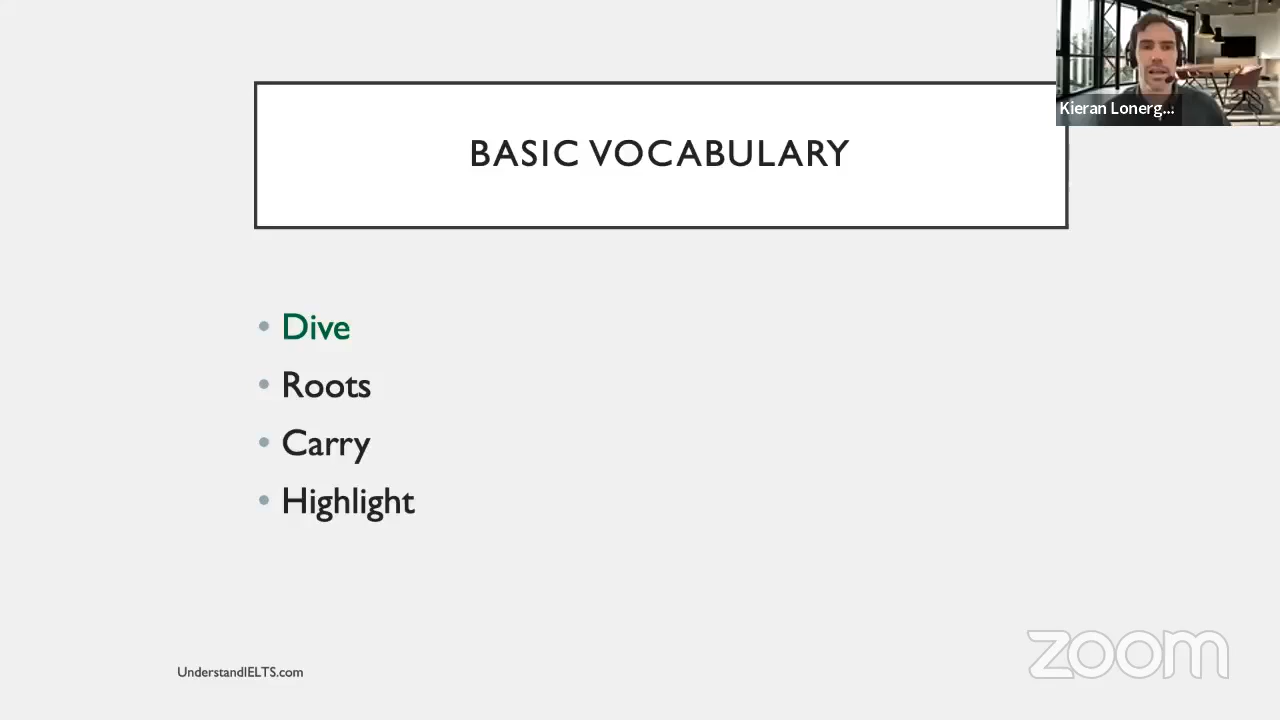 Kieran Lonerg...
BASIC VOCABULARY
• Dive
• Roots
• Carry
• Highlight
UnderstandIELTS.com
zoom